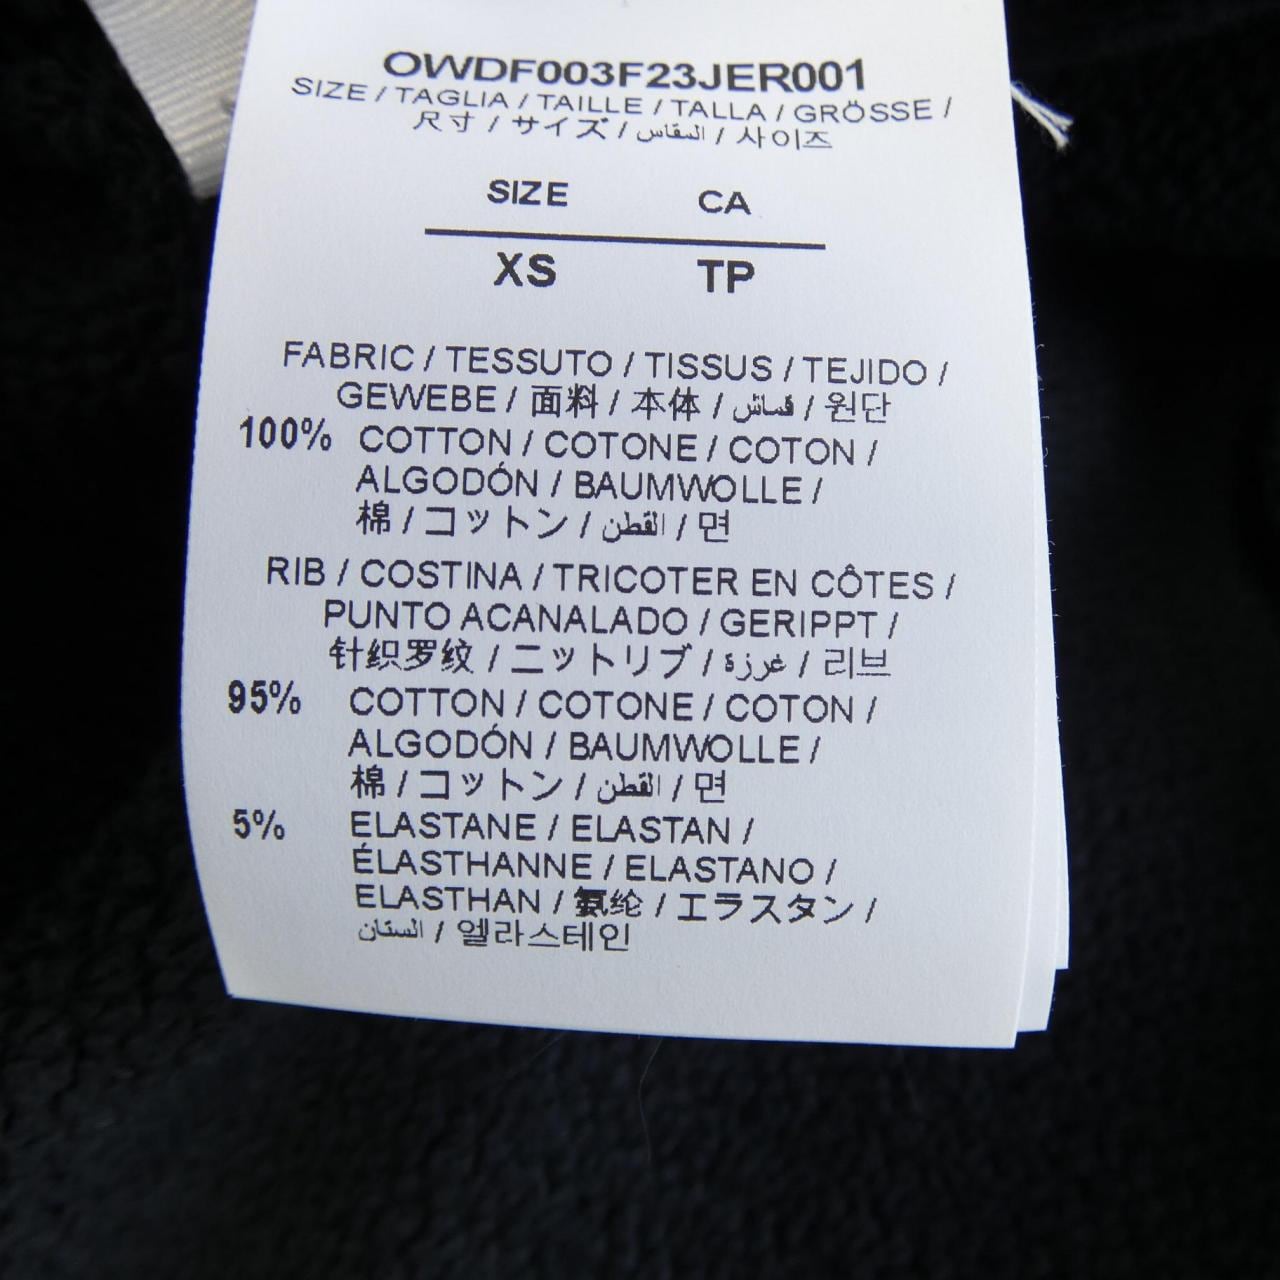 OWDF003F23JER001
SIZE / TAGLIA / TAILLE / TALLA / GRÖSSE /
尺寸 / サイズ / السقاس / 사이즈
SIZE CA
XS TP
FABRIC / TESSUTO / TISSUS / TEJIDO /
GEWEBE / 面料 / 本体 / قماش / 원단
100% COTTON / COTONE / COTON /
ALGODÓN / BAUMWOLLE /
棉 / コットン / القطن / 면
RIB / COSTINA / TRICOTER EN CÔTES /
PUNTO ACANALADO / GERIPPT /
针织罗纹 / ニットリブ / غرزة / 리브
95% COTTON / COTONE / COTON /
ALGODÓN / BAUMWOLLE /
棉 / コットン / القطن / 면
5% ELASTANE / ELASTAN /
ÉLASTHANNE / ELASTANO /
ELASTHAN / 氨纶 / エラスタン /
الستان / 엘라스테인